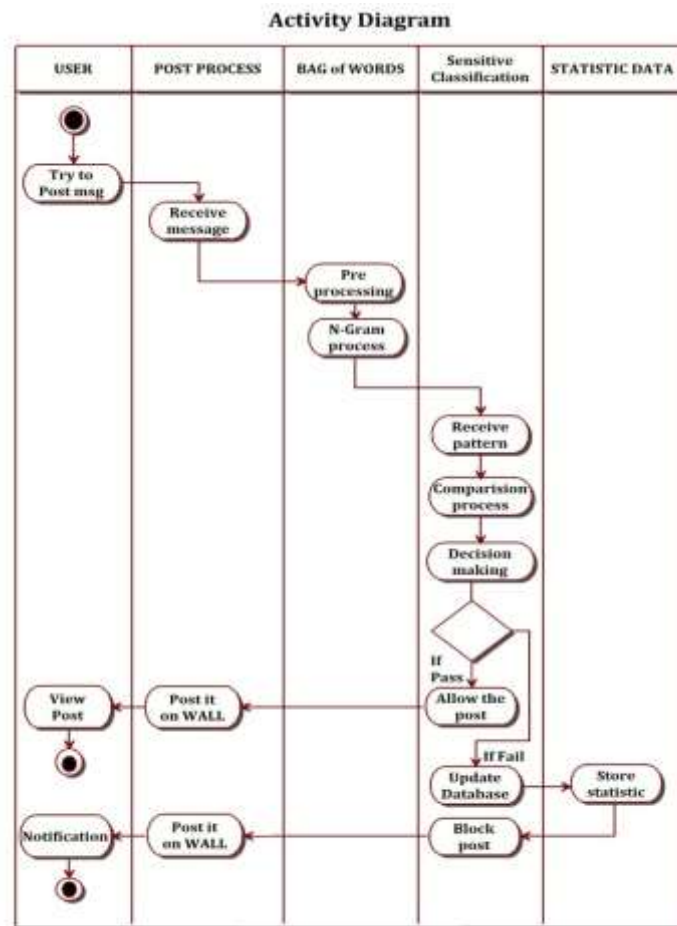 Activity Diagram
USER
POST PROCESS
BAG of WORDS
Sensitive
Classification
STATISTIC DATA
Try to
Post msg
Receive
message
Pre
processing
N-Gram
process
Receive
pattern
Comparision
process
Decision
making
If
Pass
Allow the
post
Post it
on WALL
View
Post
If Fail
Update
Database
Store
statistic
Block
post
Post it
on WALL
Notification